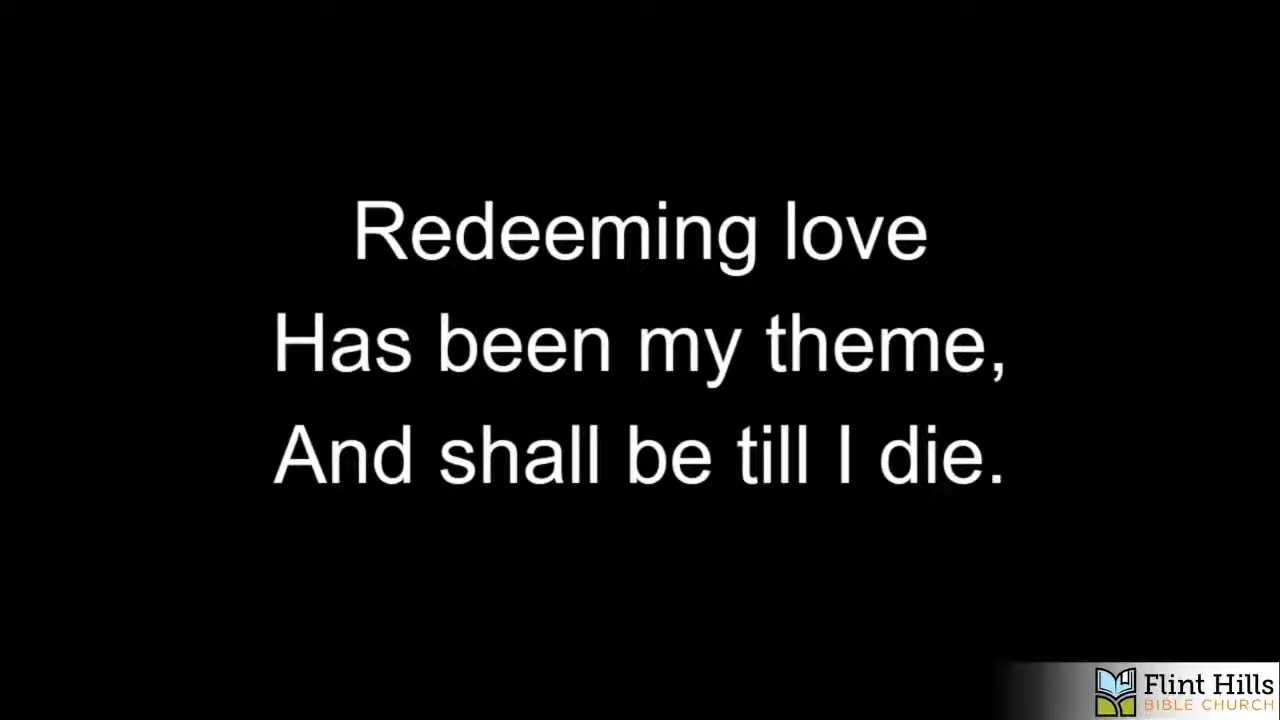 Redeeming love
Has been my theme,
And shall be till I die.
Flint Hills
BIBLE CHURCH